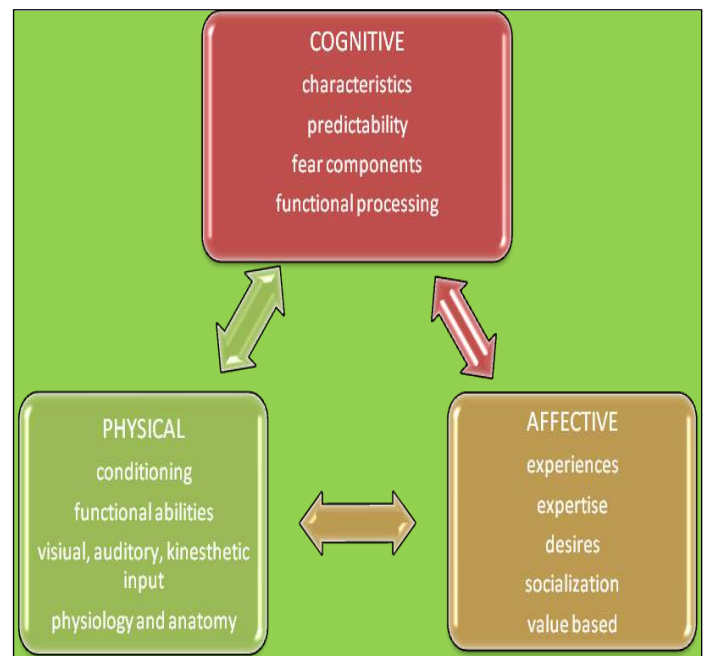 COGNITIVE
characteristics
predictability
fear components
functional processing
PHYSICAL
conditioning
functional abilities
visiual, auditory, kinesthetic
input
physiology and anatomy
AFFECTIVE
experiences
expertise
desires
socialization
value based